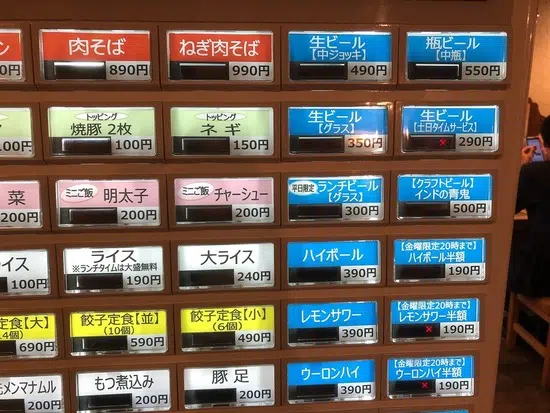 ン
0円
肉そば
890円
ねぎ肉そば
990円
生ビール
【中ジョッキ】
490円
瓶ビール
【中瓶】
550円
00円
トッピング
焼豚 2枚
100円
トッピング
ネギ
150円
生ビール
【グラス】
350円
生ビール
【土日タイムサービス】
290円
菜
200円
ミニご飯
明太子
200円
ミニご飯
チャーシュー
200円
平日限定
ランチビール
【グラス】
300円
【クラフトビール】
インドの青鬼
500円
イス
100円
ライス
※ランチタイムは大盛無料
190円
大ライス
240円
ハイボール
390円
【金曜限定20時まで】
ハイボール半額
190円
子定食【大】
14個)
690円
餃子定食【並】
(10個)
590円
餃子定食【小】
(6個)
490円
レモンサワー
390円
【金曜限定20時まで】
レモンサワー半額
190円
メンマナムル
200円
もつ煮込み
200円
豚足
200円
ウーロンハイ
390円
【金曜限定20時まで】
ウーロンハイ半額
190円